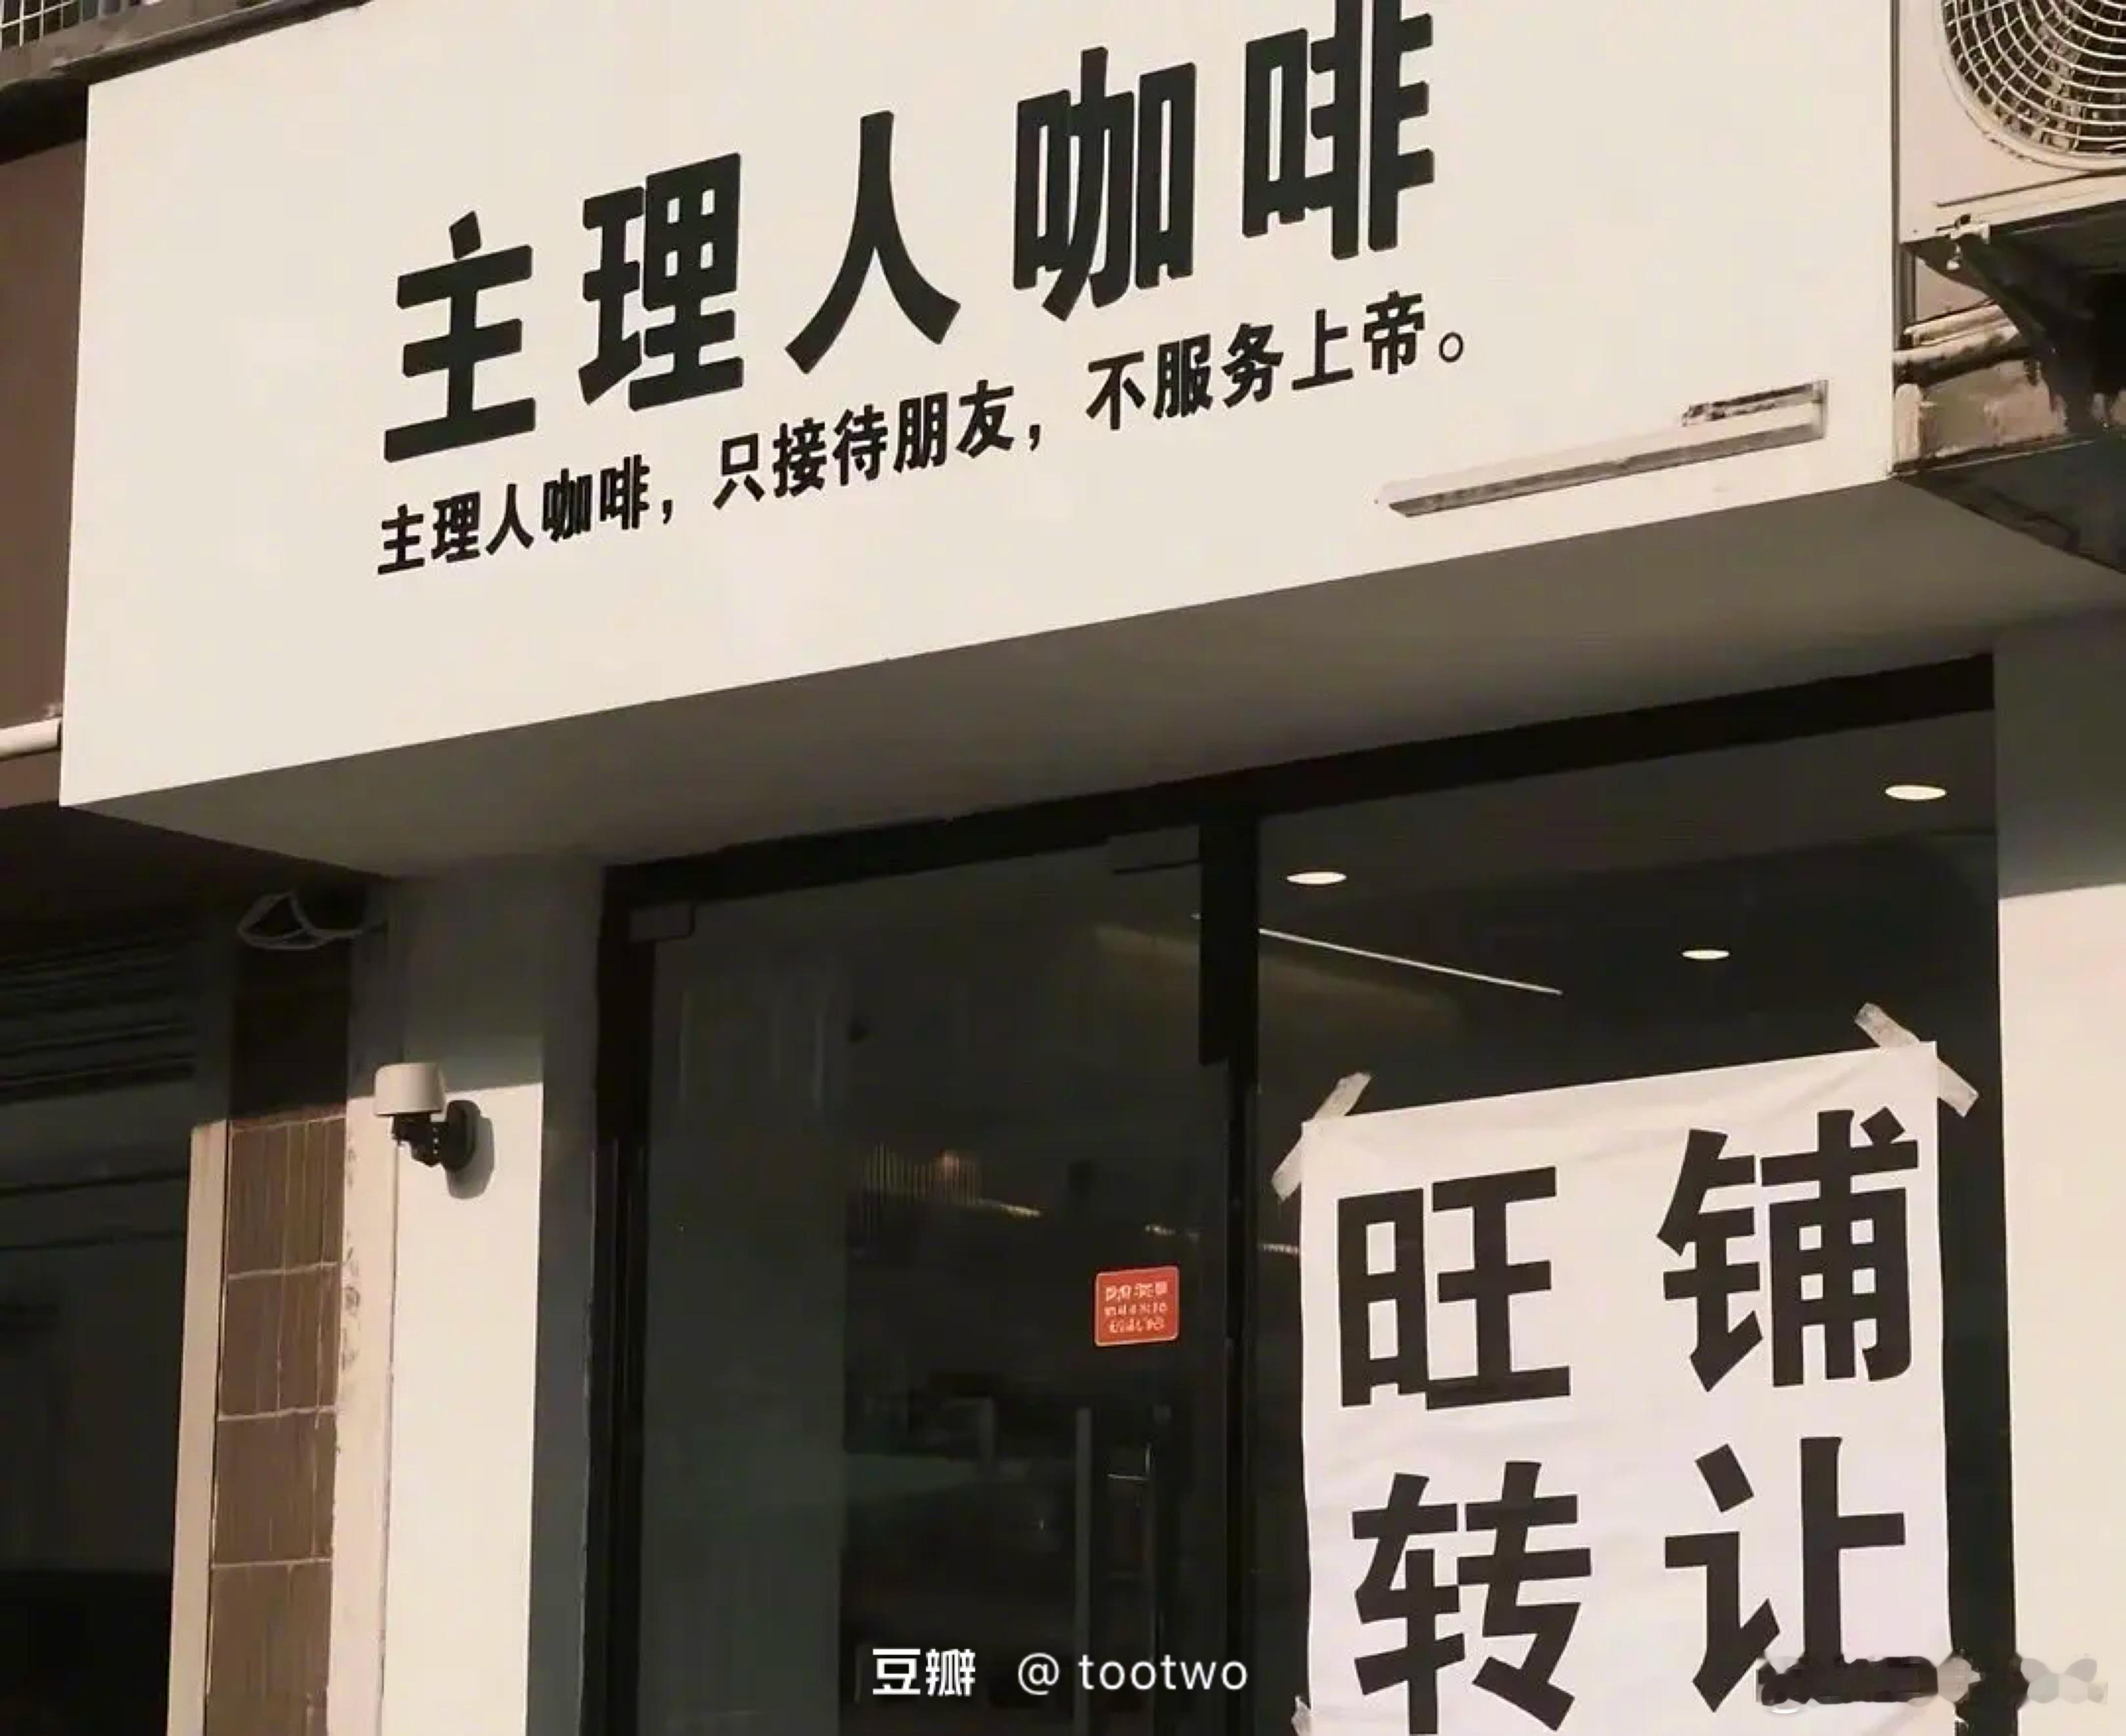 主理人咖啡
主理人咖啡，只接待朋友，不服务上帝。
旺铺
转让
豆瓣 @ tootwo